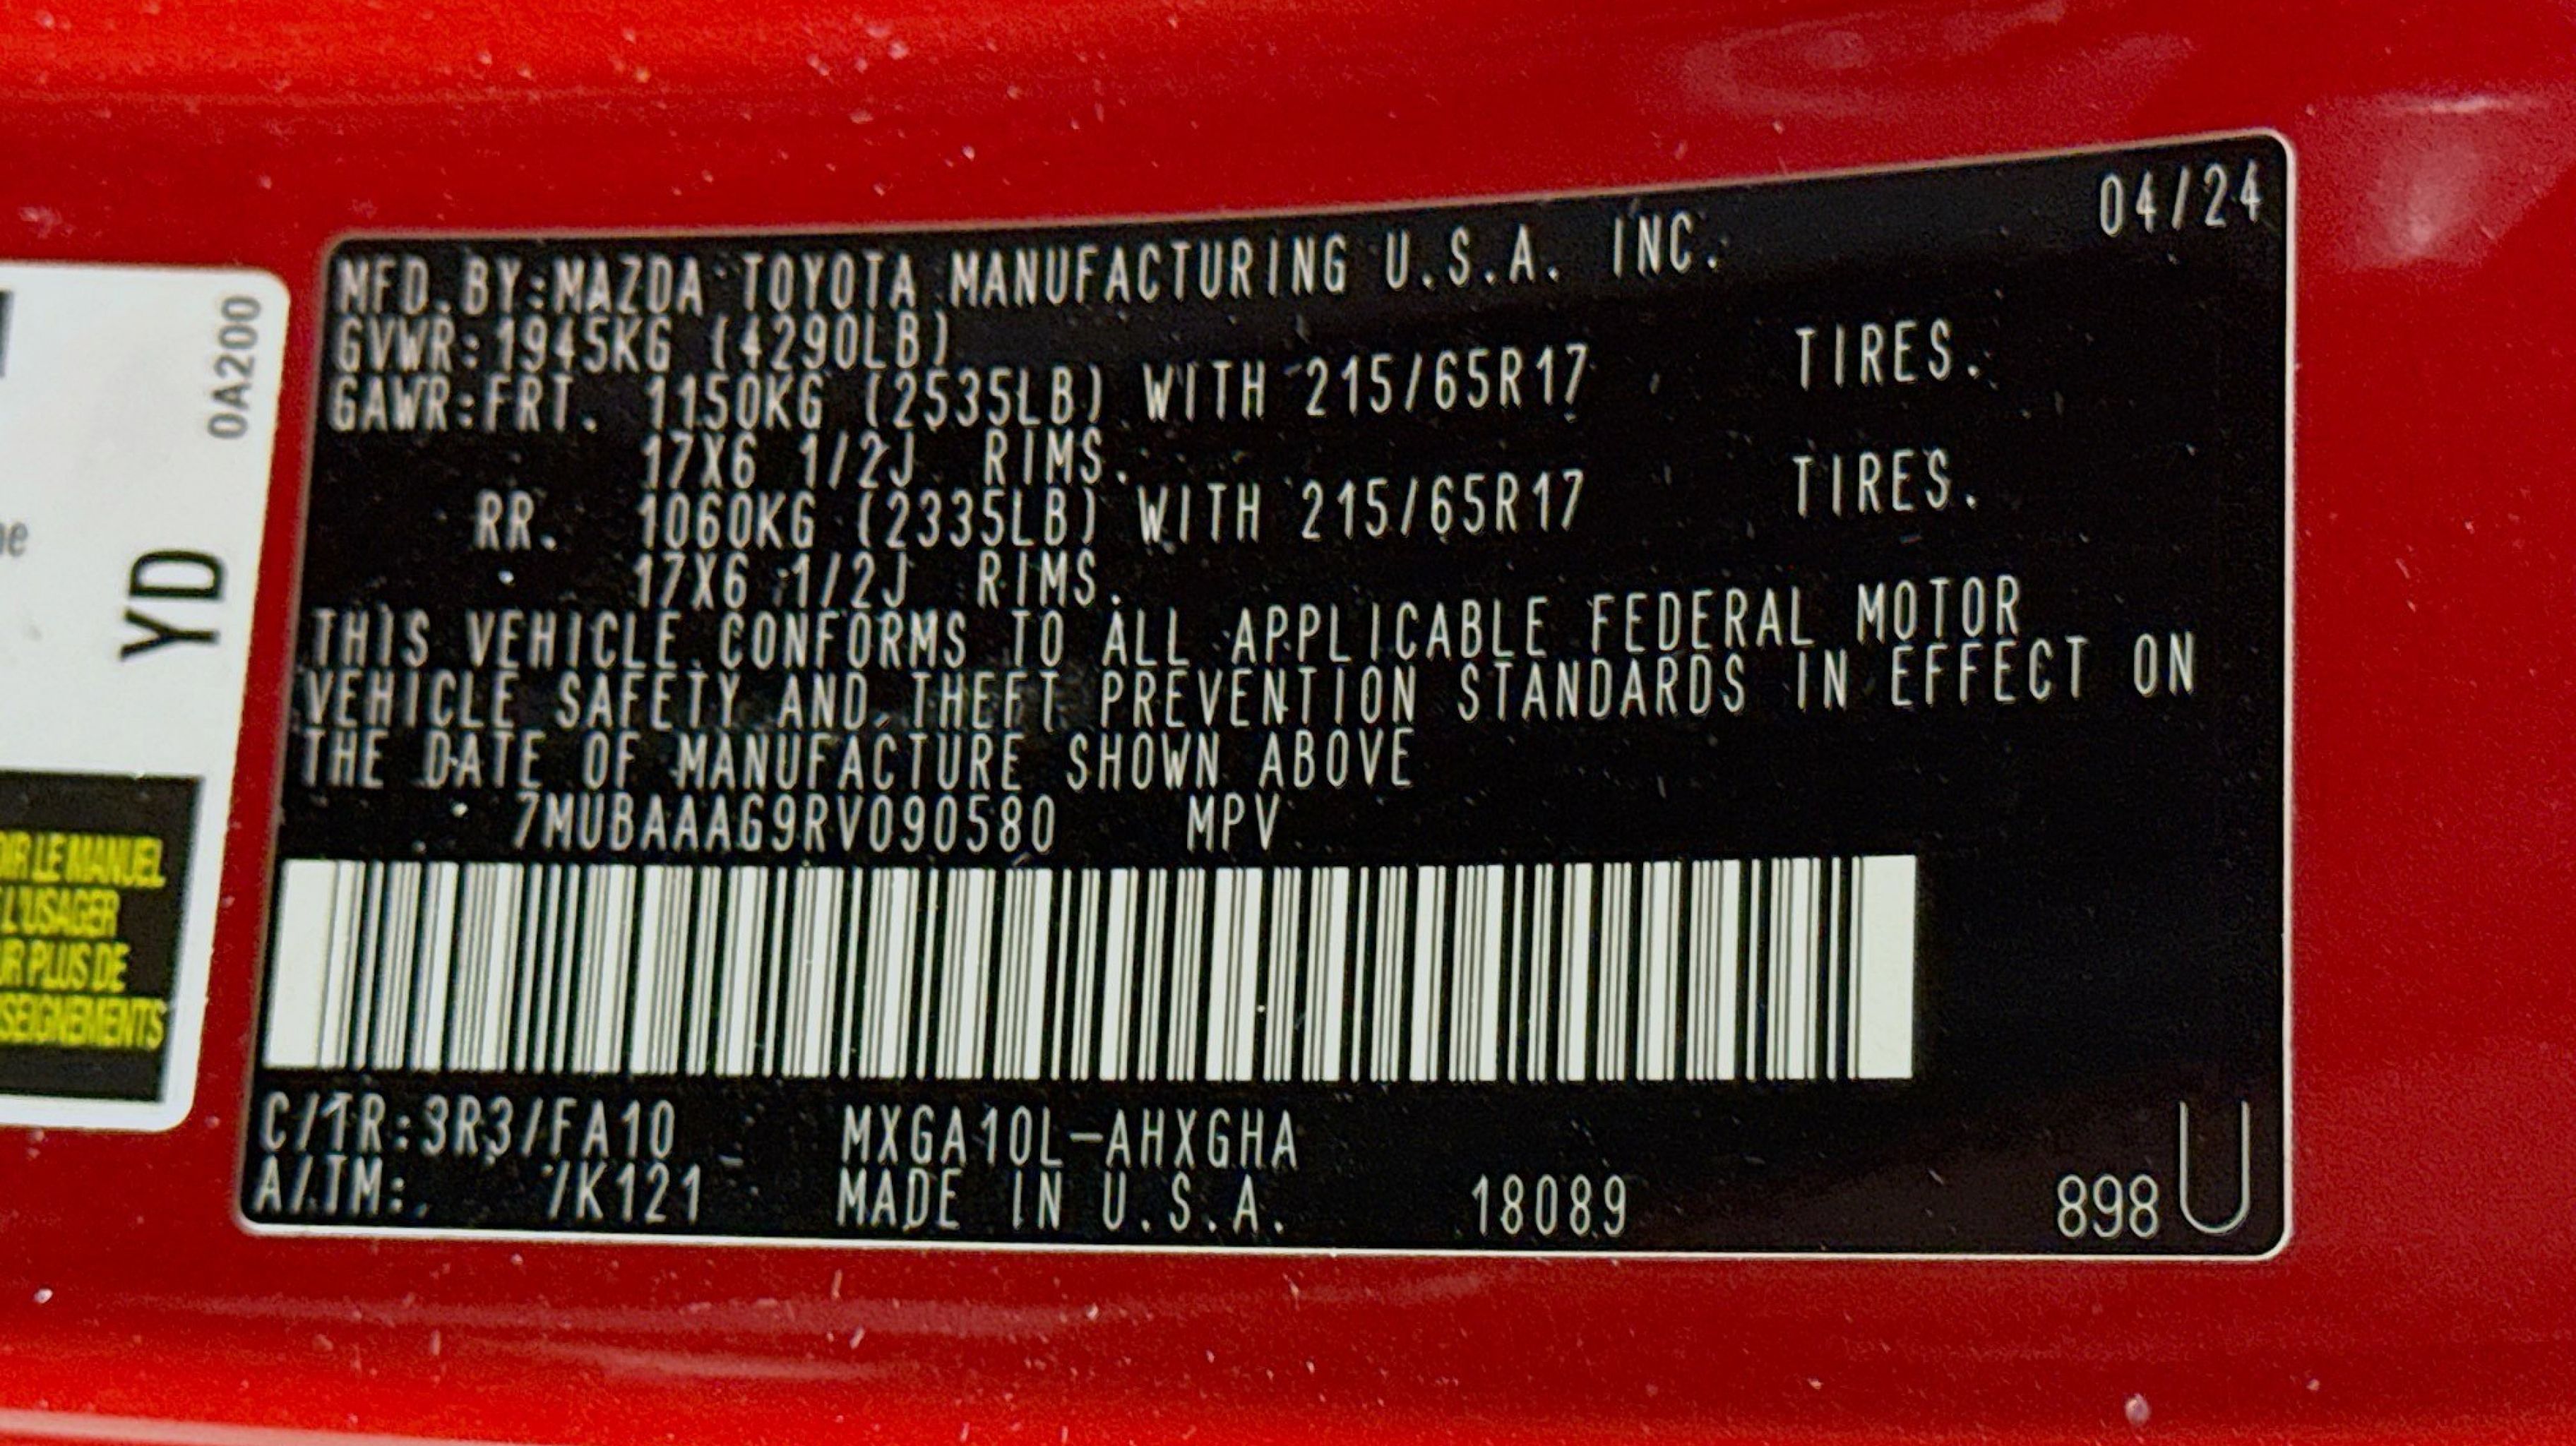 0A200
YD
OIR LE MANUEL
L'USAGER
UR PLUS DE
SEIGNEMENTS
04/24
MFD.BY:MAZDA TOYOTA MANUFACTURING U.S.A. INC.
GVWR:1945KG (4290LB)
GAWR:FRT. 1150KG (2535LB) WITH 215/65R17 TIRES.
17X6 1/2J RIMS.
RR. 1060KG (2335LB) WITH 215/65R17 TIRES.
17X6 1/2J RIMS.
THIS VEHICLE CONFORMS TO ALL APPLICABLE FEDERAL MOTOR
VEHICLE SAFETY AND THEFT PREVENTION STANDARDS IN EFFECT ON
THE DATE OF MANUFACTURE SHOWN ABOVE
7MUBAAAG9RV090580 MPV
C/TR:3R3/FA10 MXGA10L-AHXGHA
A/TM: /K121 MADE IN U.S.A. 18089 898 U